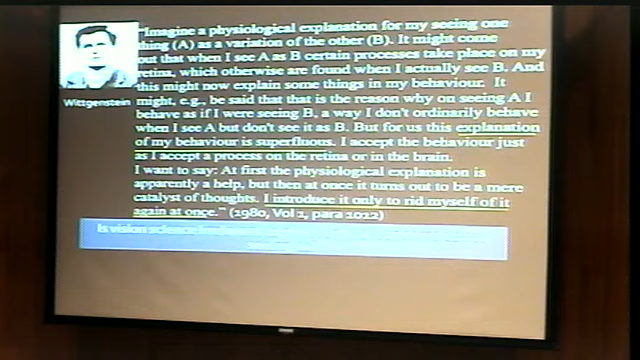 "Imagine a physiological explanation for my seeing one
thing (A) as a variation of the other (B). It might come
out that when I see A as B certain processes take place on my
retina, which otherwise are found when I actually see B. And
this might now explain some things in my behaviour. It
might, e.g., be said that that is the reason why on seeing A I
behave as if I were seeing B, a way I don't ordinarily behave
when I see A but don't see it as B. But for us this explanation
of my behaviour is superfluous. I accept the behaviour just
as I accept a process on the retina or in the brain.
I want to say: At first the physiological explanation is
apparently a help, but then at once it turns out to be a mere
catalyst of thoughts. I introduce it only to rid myself of it
again at once." (1980, Vol 1, para 1012)
Wittgenstein
Is vision science